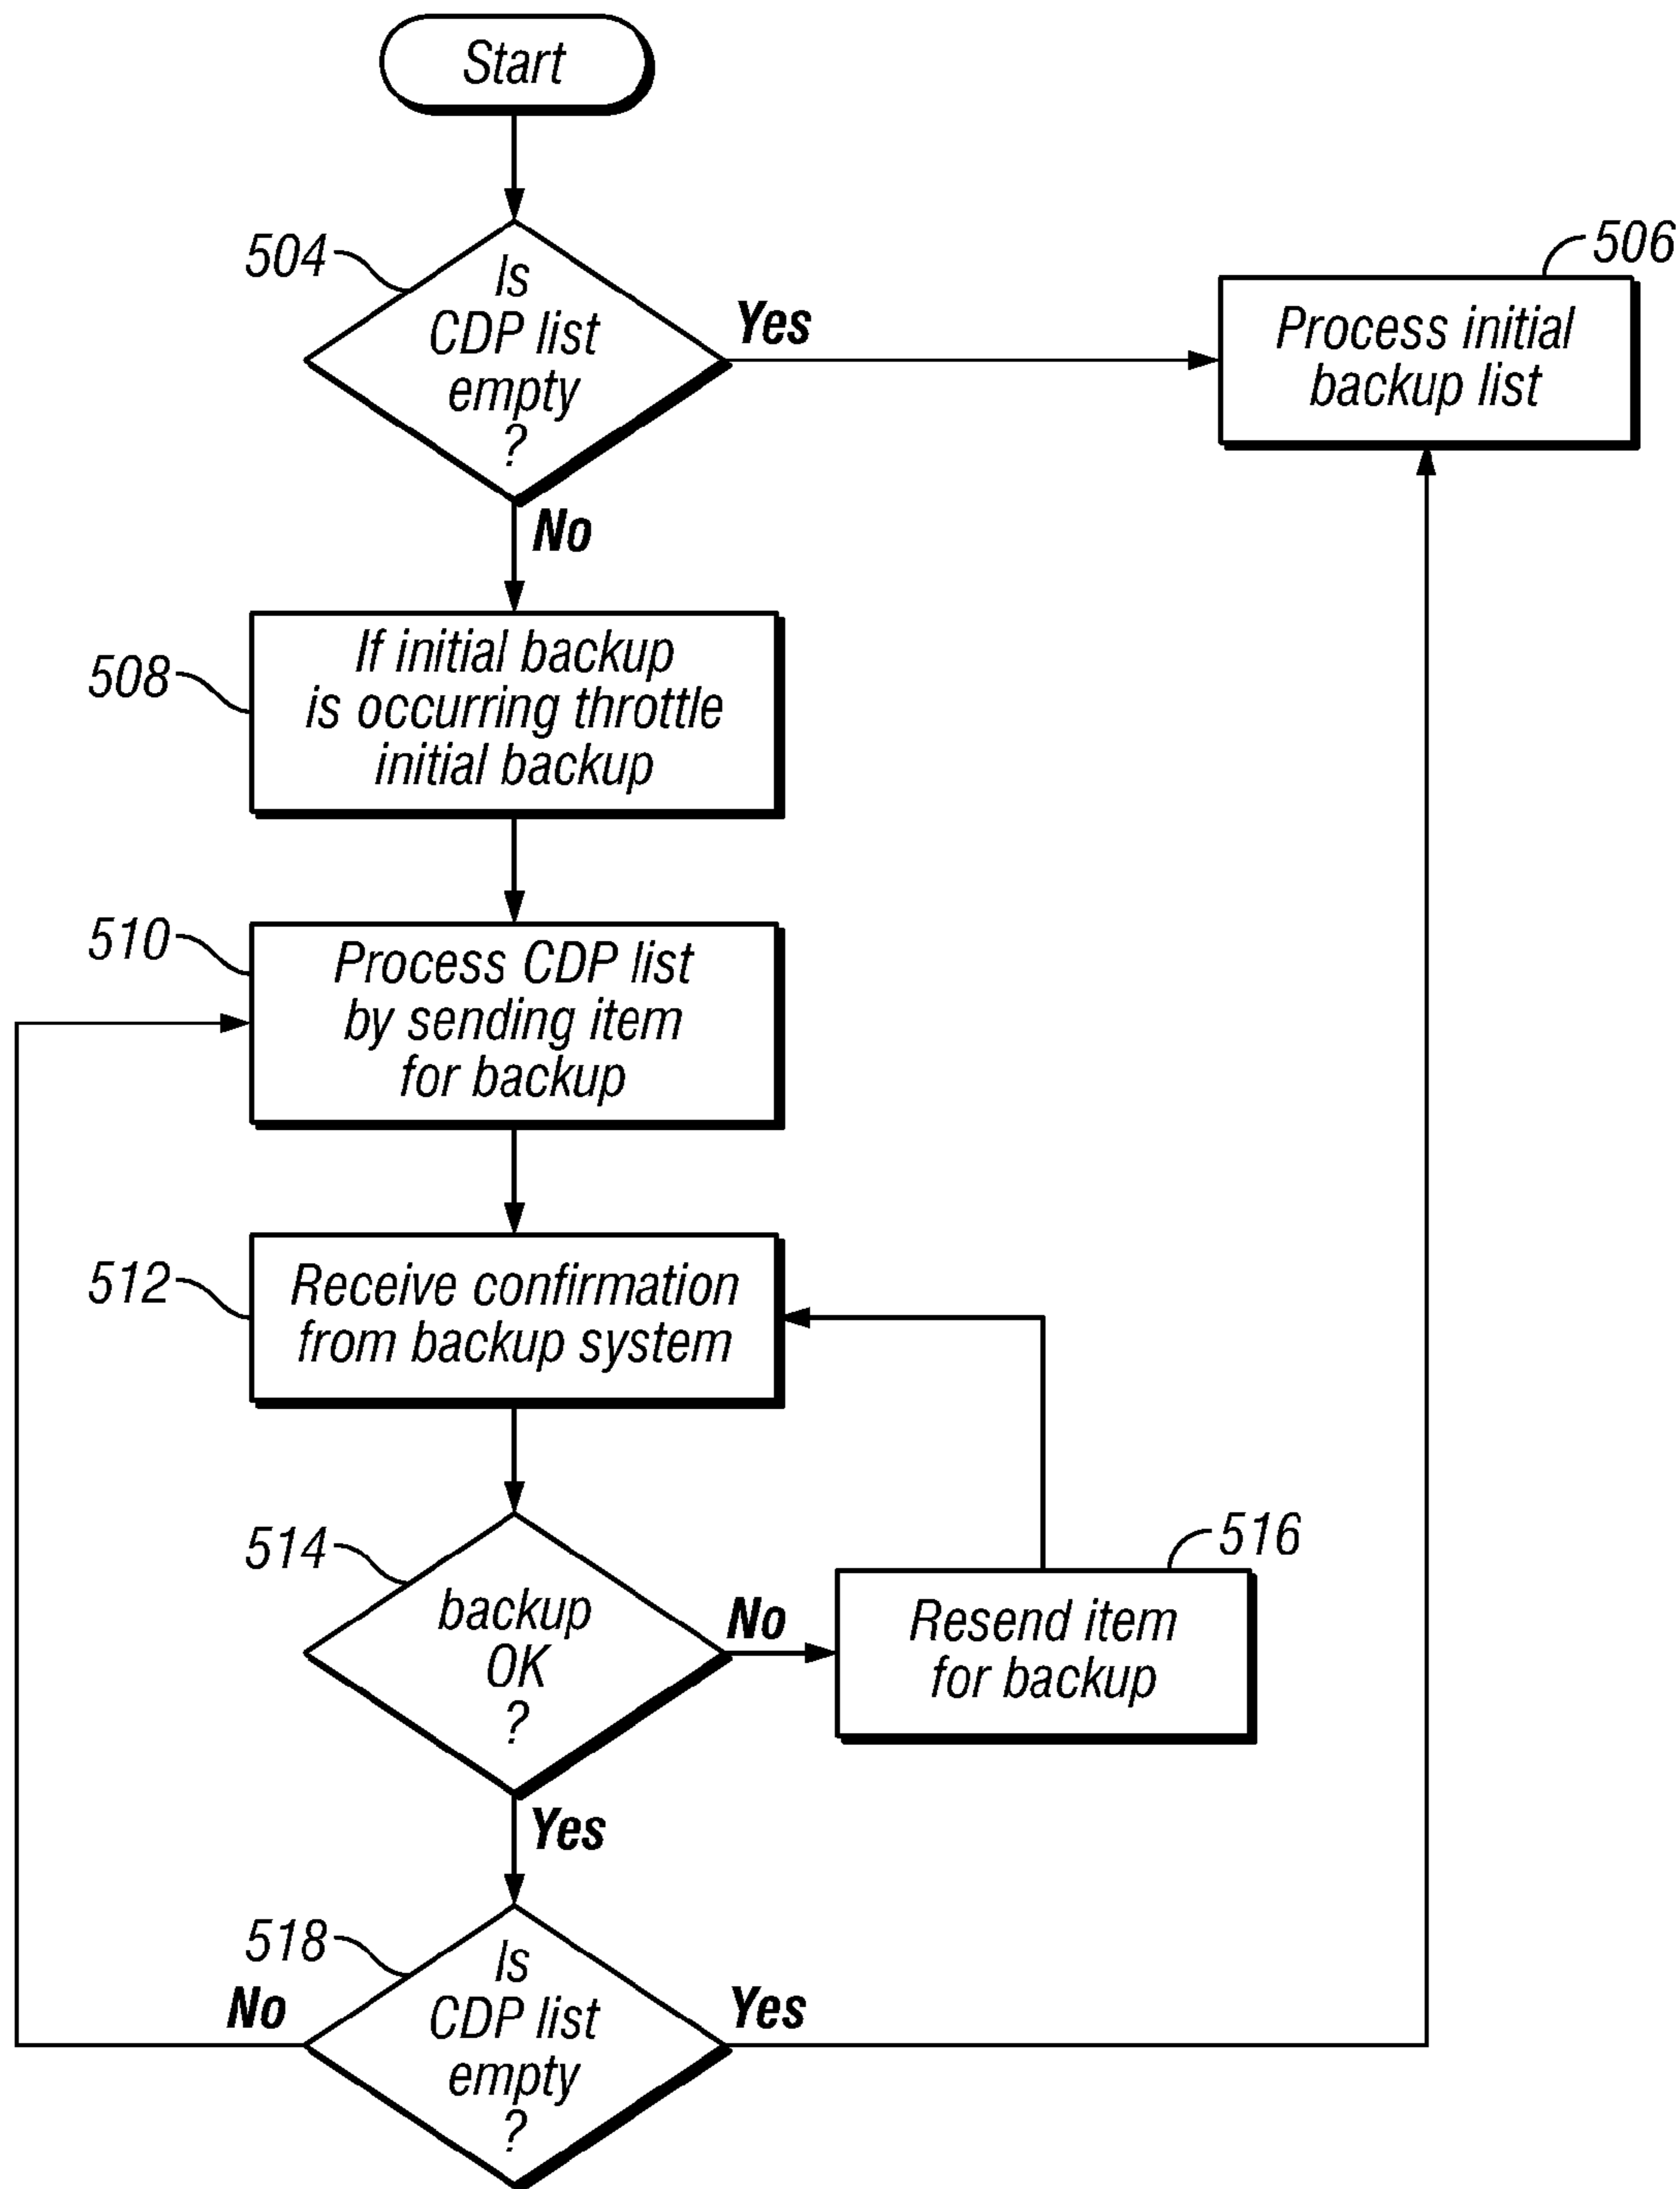 Start
504
Is
CDP list
empty
?
Yes
506
Process initial
backup list
No
508
If initial backup
is occurring throttle
initial backup
510
Process CDP list
by sending item
for backup
512
Receive confirmation
from backup system
514
backup
OK
?
No
516
Resend item
for backup
Yes
518
Is
CDP list
empty
?
No
Yes